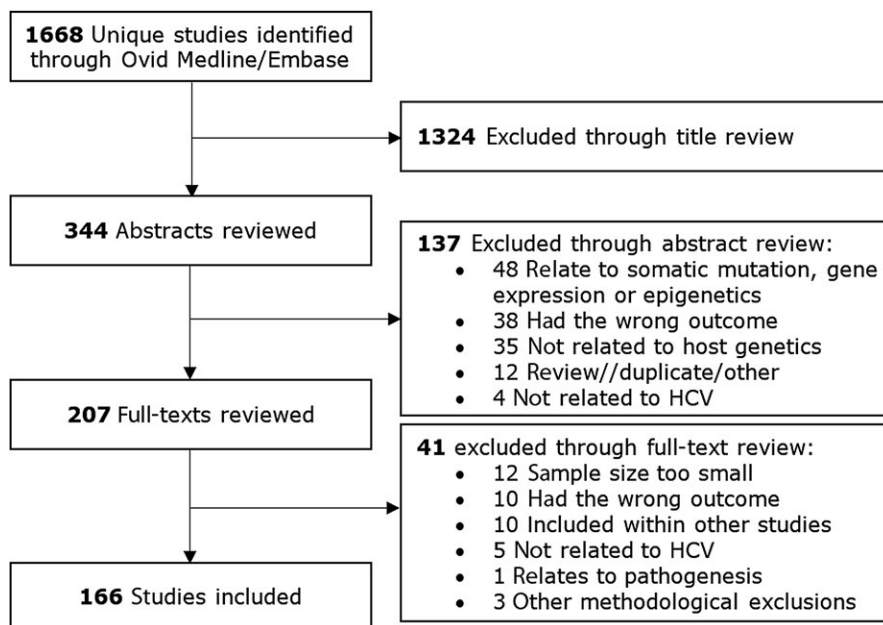 1668 Unique studies identified
through Ovid Medline/Embase
1324 Excluded through title review
344 Abstracts reviewed
137 Excluded through abstract review:
• 48 Relate to somatic mutation, gene
expression or epigenetics
• 38 Had the wrong outcome
• 35 Not related to host genetics
• 12 Review//duplicate/other
• 4 Not related to HCV
207 Full-texts reviewed
41 excluded through full-text review:
• 12 Sample size too small
• 10 Had the wrong outcome
• 10 Included within other studies
• 5 Not related to HCV
• 1 Relates to pathogenesis
• 3 Other methodological exclusions
166 Studies included